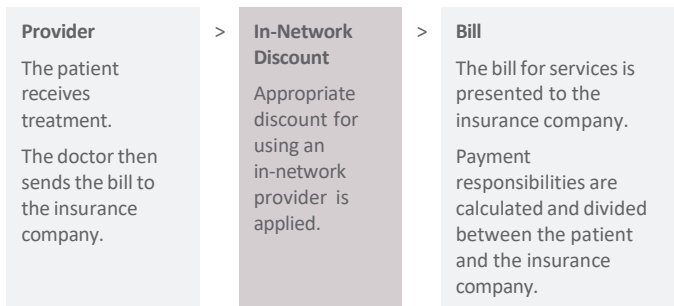 Provider
The patient
receives
treatment.
The doctor then
sends the bill to
the insurance
company.
>
In-Network
Discount
Appropriate
discount for
using an
in-network
provider is
applied.
>
Bill
The bill for services is
presented to the
insurance company.
Payment
responsibilities are
calculated and divided
between the patient
and the insurance
company.